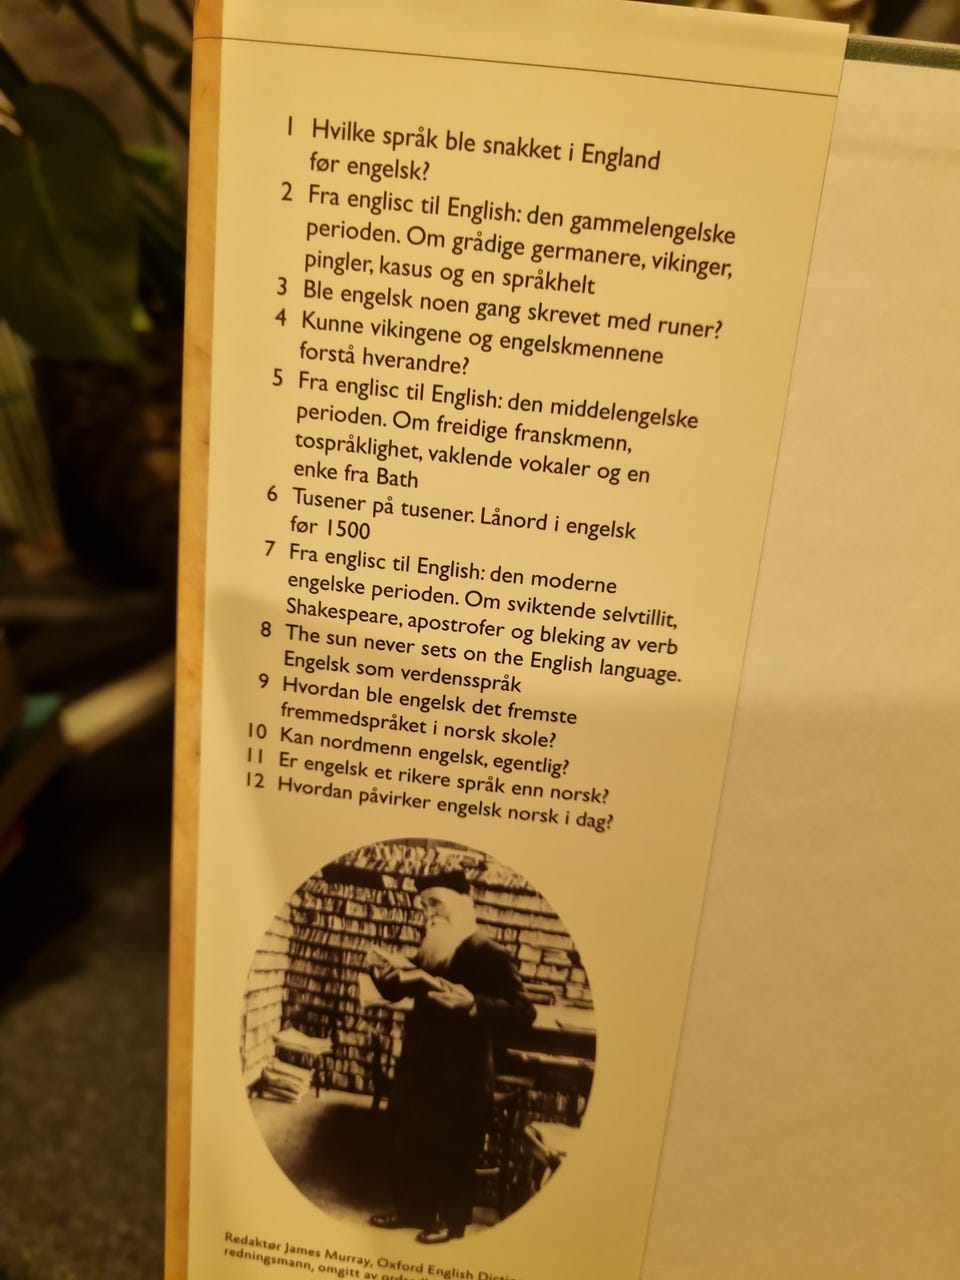 1 Hvilke språk ble snakket i England
før engelsk?
2 Fra englisc til English: den gammelengelske
perioden. Om grådige germanere, vikinger,
pingler, kasus og en språkhelt
3 Ble engelsk noen gang skrevet med runer?
4 Kunne vikingene og engelskmennene
forstå hverandre?
5 Fra englisc til English: den middelengelske
perioden. Om freidige franskmenn,
tospråklighet, vaklende vokaler og en
enke fra Bath
6 Tusener på tusener. Lånord i engelsk
før 1500
7 Fra englisc til English: den moderne
engelske perioden. Om sviktende selvtillit,
Shakespeare, apostrofer og bleking av verb
8 The sun never sets on the English language.
Engelsk som verdensspråk
9 Hvordan ble engelsk det fremste
fremmedspråket i norsk skole?
10 Kan nordmenn engelsk, egentlig?
11 Er engelsk et rikere språk enn norsk?
12 Hvordan påvirker engelsk norsk i dag?
Redaktør James Murray, Oxford English
redningsmann, omgitt av